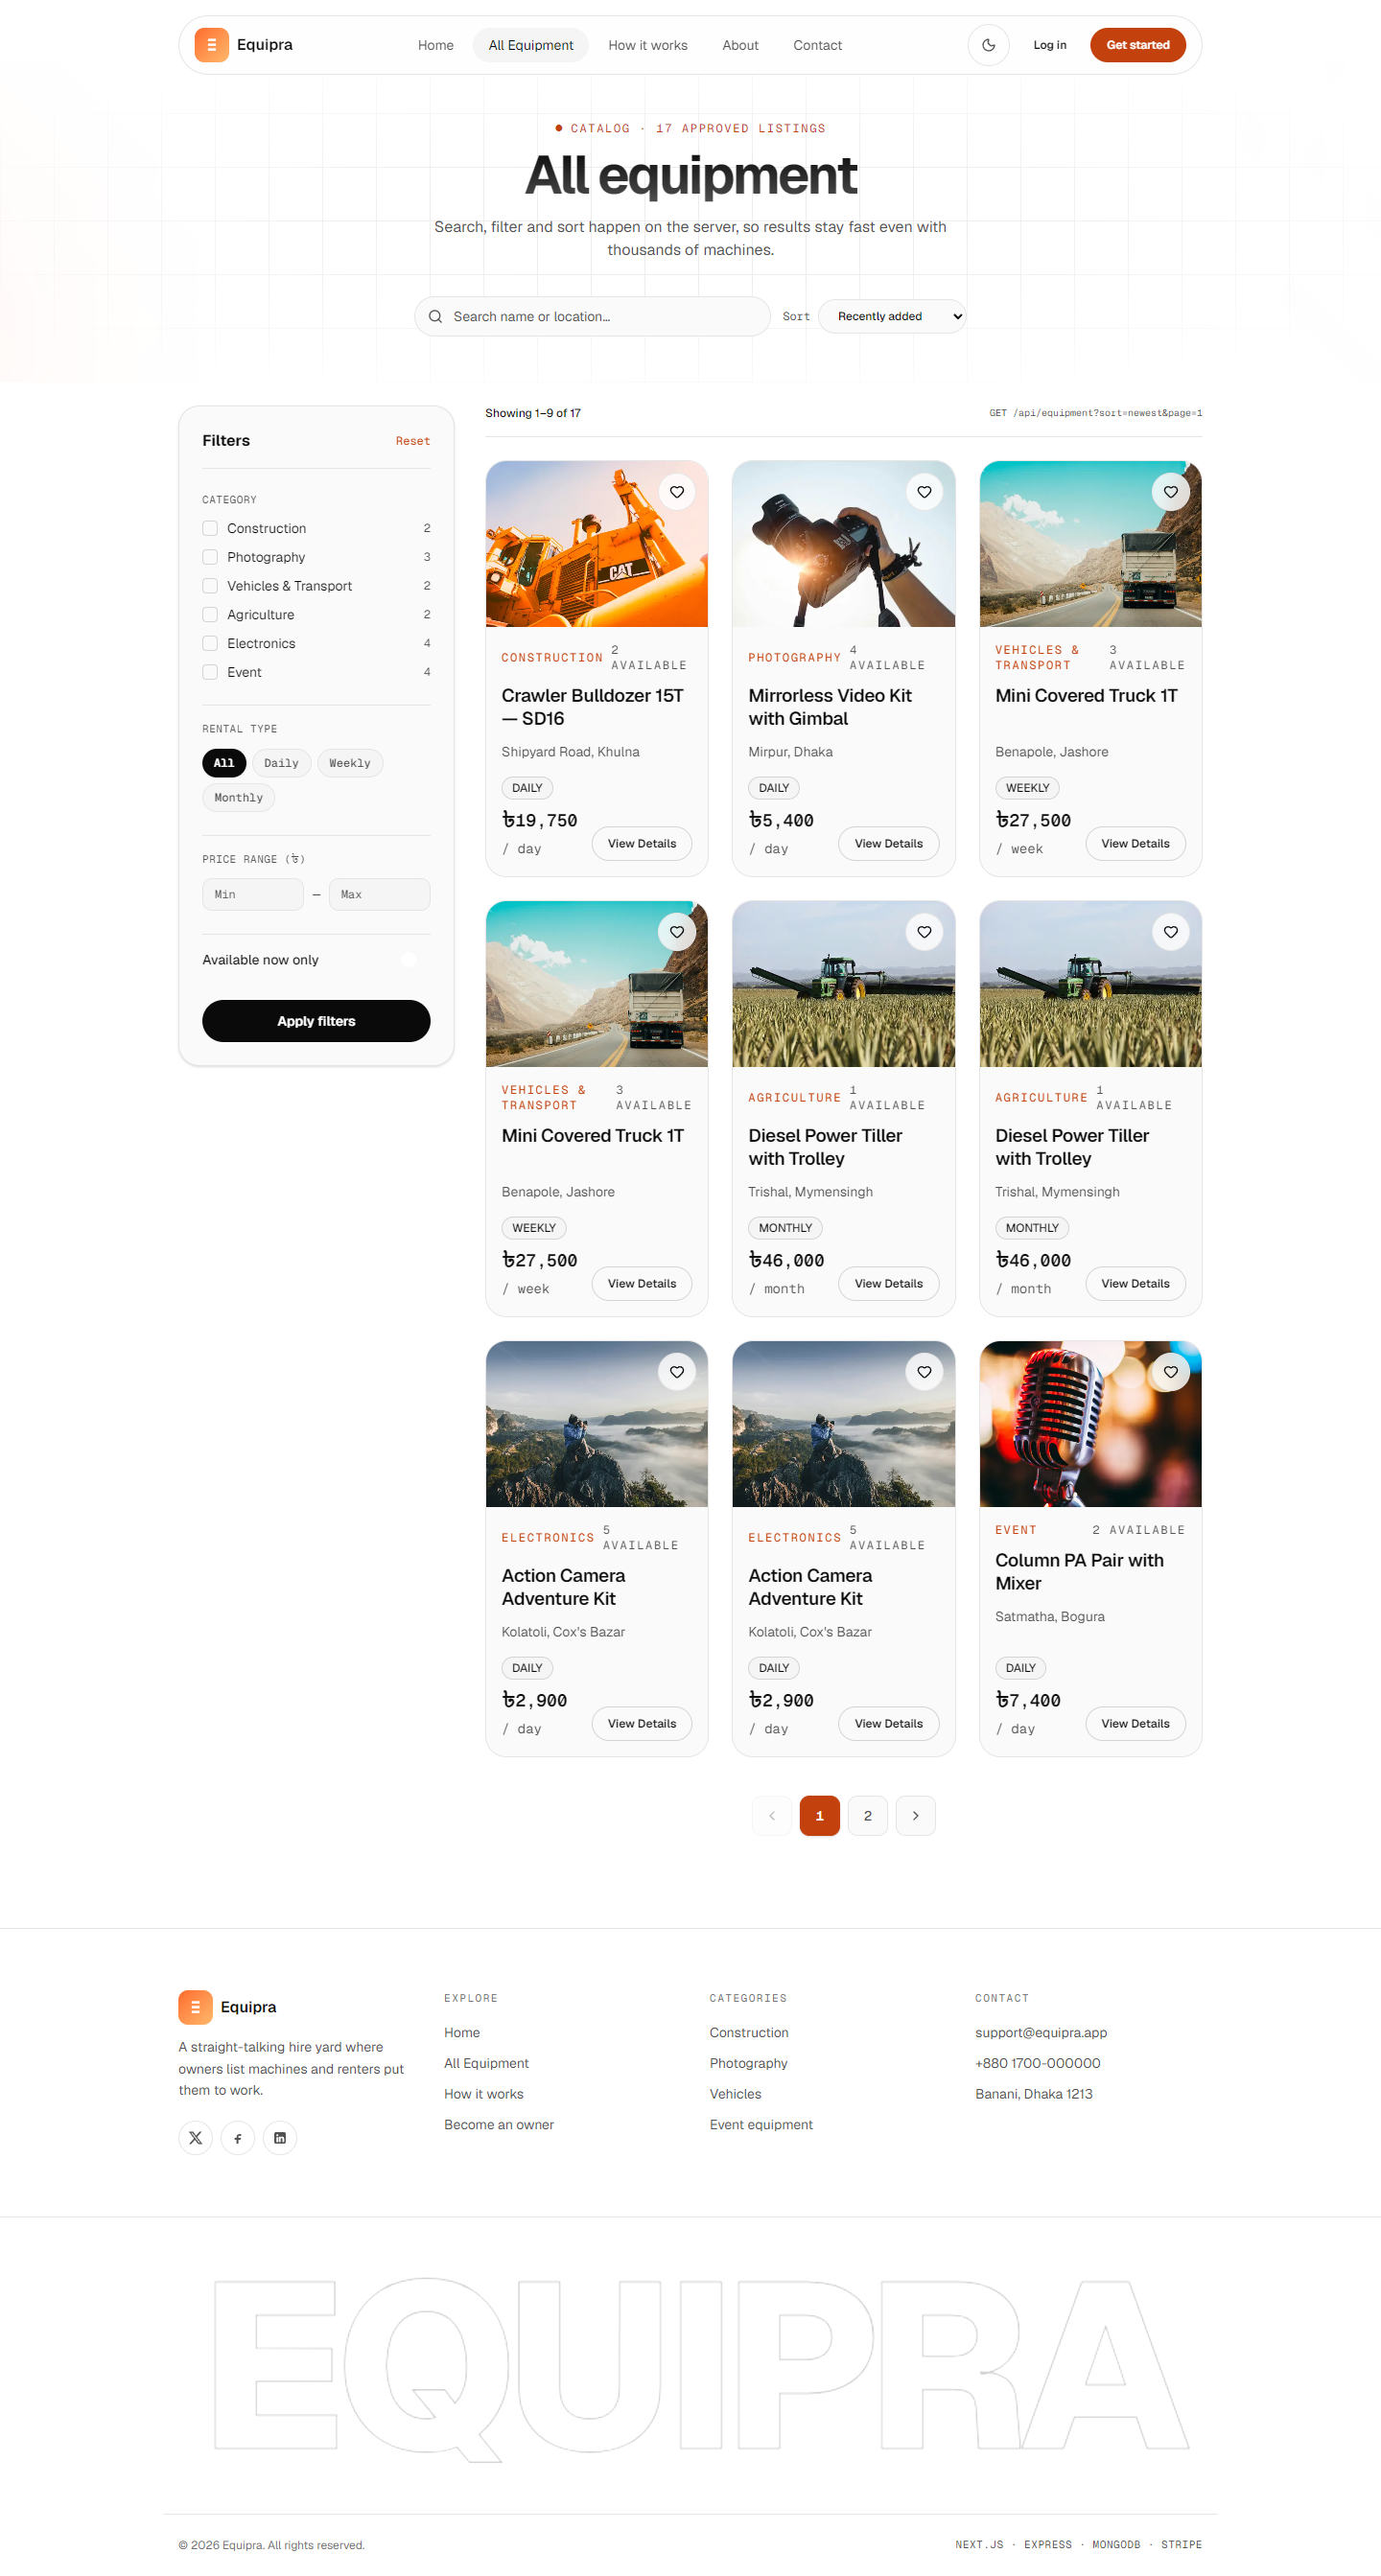 Equipra
Home
All Equipment
How it works
About
Contact
Log in
Get started
CATALOG · 17 APPROVED LISTINGS
All equipment
Search, filter and sort happen on the server, so results stay fast even with
thousands of machines.
Search name or location...
Sort
Recently added
Filters
Reset
CATEGORY
Construction 2
Photography 3
Vehicles & Transport 2
Agriculture 2
Electronics 4
Event 4
RENTAL TYPE
All
Daily
Weekly
Monthly
PRICE RANGE (৳)
Min
—
Max
Available now only
Apply filters
Showing 1–9 of 17
GET /api/equipment?sort=newest&page=1
CAT
CONSTRUCTION
2
AVAILABLE
Crawler Bulldozer 15T
— SD16
Shipyard Road, Khulna
DAILY
৳19,750
/ day
View Details
PHOTOGRAPHY
4
AVAILABLE
Mirrorless Video Kit
with Gimbal
Mirpur, Dhaka
DAILY
৳5,400
/ day
View Details
VEHICLES &
TRANSPORT
3
AVAILABLE
Mini Covered Truck 1T
Benapole, Jashore
WEEKLY
৳27,500
/ week
View Details
VEHICLES &
TRANSPORT
3
AVAILABLE
Mini Covered Truck 1T
Benapole, Jashore
WEEKLY
৳27,500
/ week
View Details
AGRICULTURE
1
AVAILABLE
Diesel Power Tiller
with Trolley
Trishal, Mymensingh
MONTHLY
৳46,000
/ month
View Details
AGRICULTURE
1
AVAILABLE
Diesel Power Tiller
with Trolley
Trishal, Mymensingh
MONTHLY
৳46,000
/ month
View Details
ELECTRONICS
5
AVAILABLE
Action Camera
Adventure Kit
Kolatoli, Cox's Bazar
DAILY
৳2,900
/ day
View Details
ELECTRONICS
5
AVAILABLE
Action Camera
Adventure Kit
Kolatoli, Cox's Bazar
DAILY
৳2,900
/ day
View Details
EVENT
2 AVAILABLE
Column PA Pair with
Mixer
Satmatha, Bogura
DAILY
৳7,400
/ day
View Details
1
2
Equipra
A straight-talking hire yard where
owners list machines and renters put
them to work.
EXPLORE
Home
All Equipment
How it works
Become an owner
CATEGORIES
Construction
Photography
Vehicles
Event equipment
CONTACT
support@equipra.app
+880 1700-000000
Banani, Dhaka 1213
EQUIPRA
© 2026 Equipra. All rights reserved.
NEXT.JS · EXPRESS · MONGODB · STRIPE